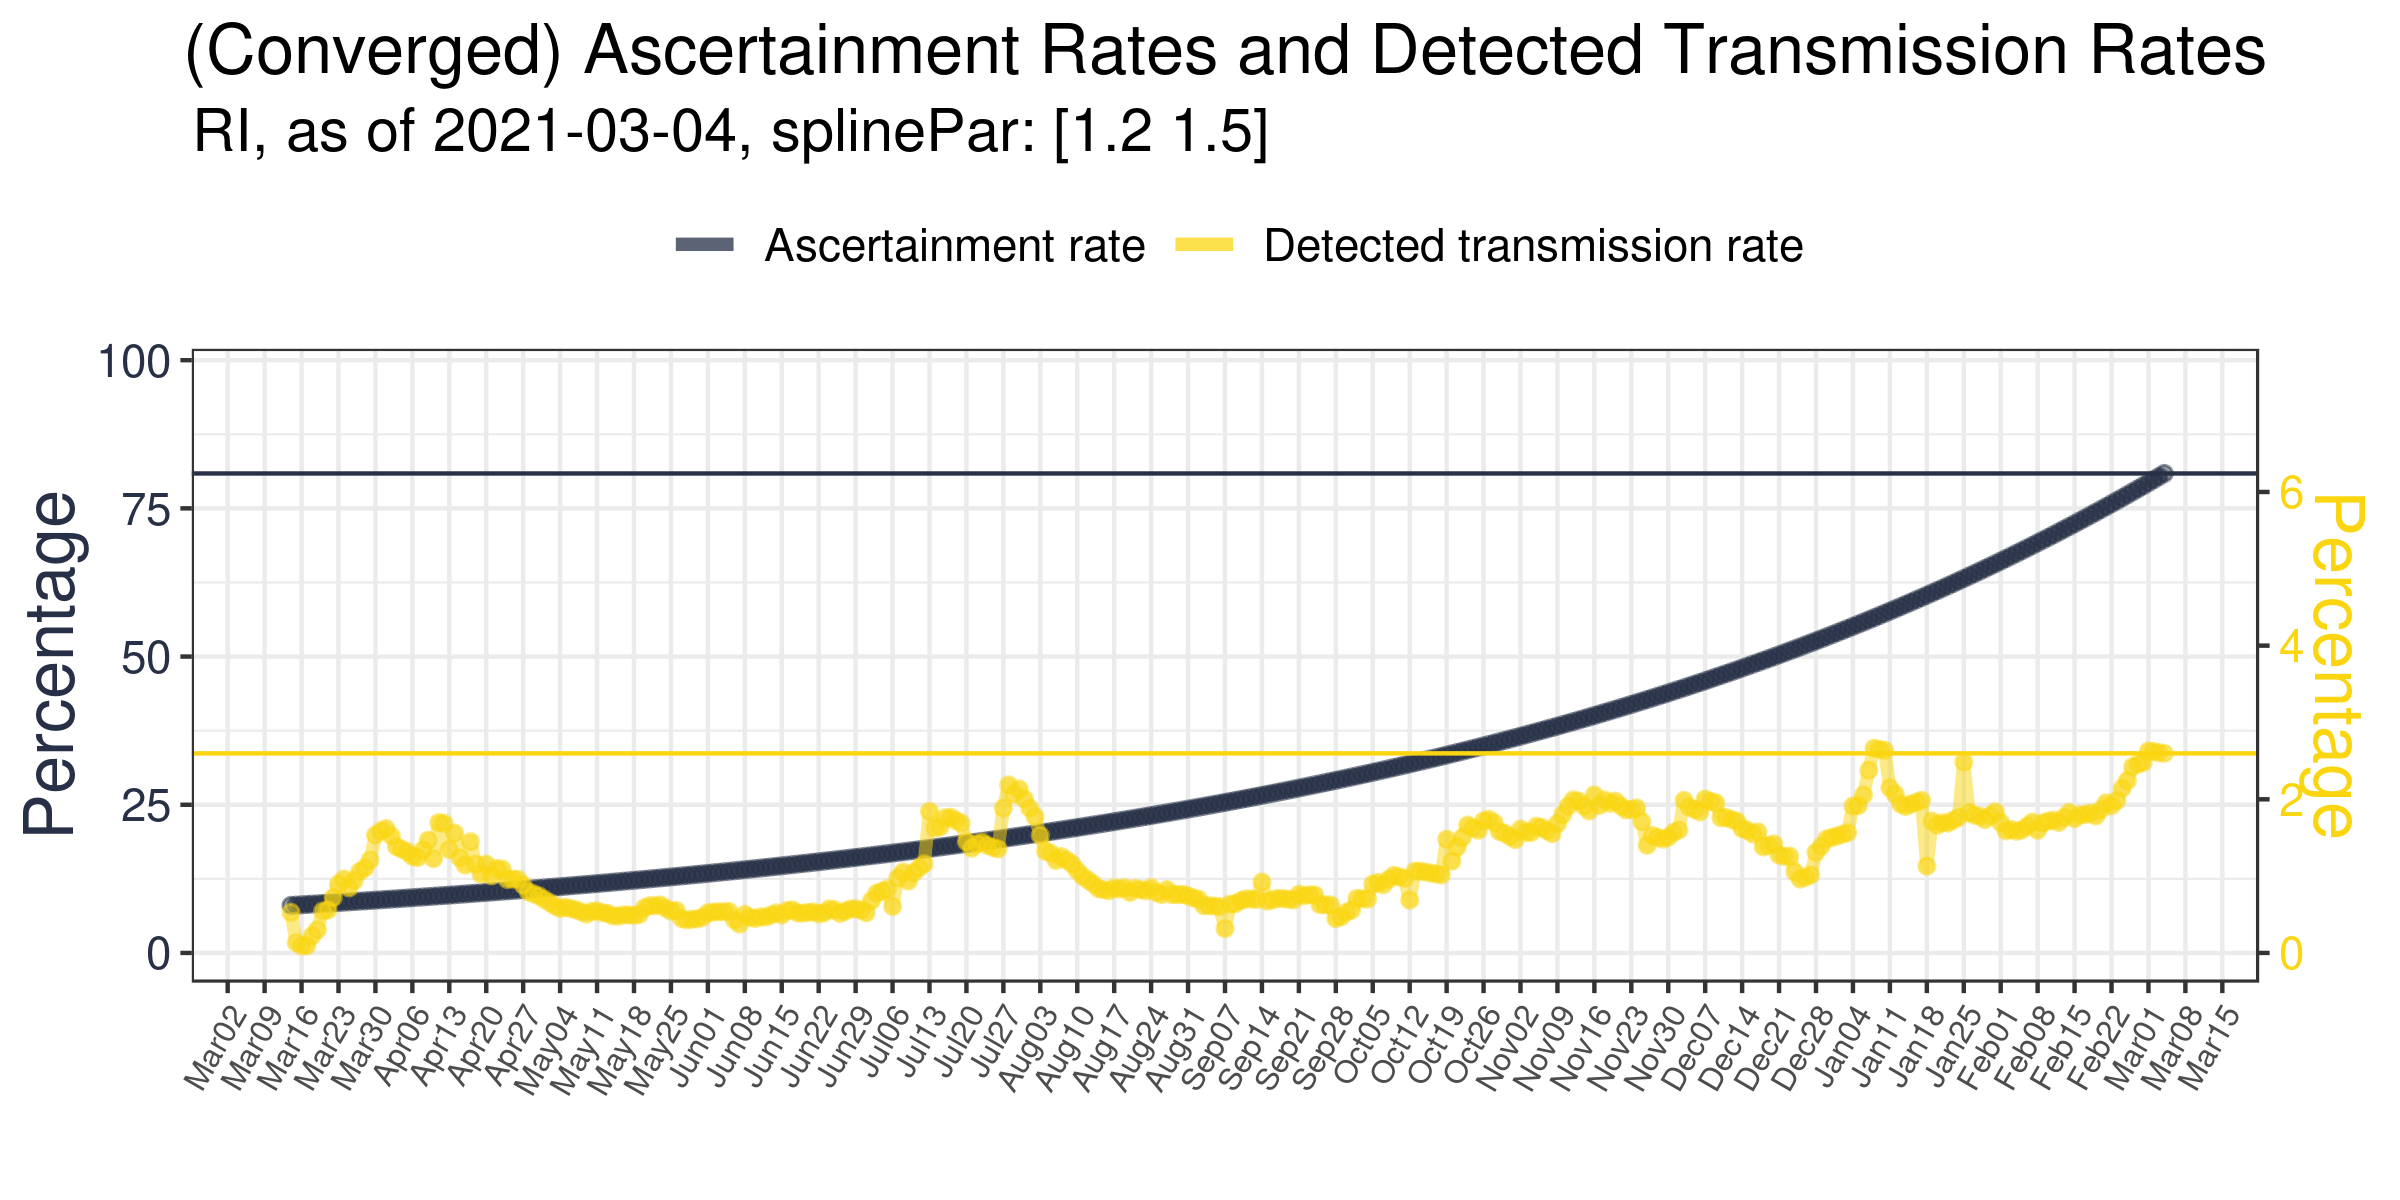 (Converged) Ascertainment Rates and Detected Transmission Rates
RI, as of 2021-03-04, splinePar: [1.2 1.5]
Ascertainment rate
Detected transmission rate
Percentage
100
75
50
25
0
6
4
2
0
Percentage
Mar02
Mar09
Mar16
Mar23
Mar30
Apr06
Apr13
Apr20
Apr27
May04
May11
May18
May25
Jun01
Jun08
Jun15
Jun22
Jun29
Jul06
Jul13
Jul20
Jul27
Aug03
Aug10
Aug17
Aug24
Aug31
Sep07
Sep14
Sep21
Sep28
Oct05
Oct12
Oct19
Oct26
Nov02
Nov09
Nov16
Nov23
Nov30
Dec07
Dec14
Dec21
Dec28
Jan04
Jan11
Jan18
Jan25
Feb01
Feb08
Feb15
Feb22
Mar01
Mar08
Mar15